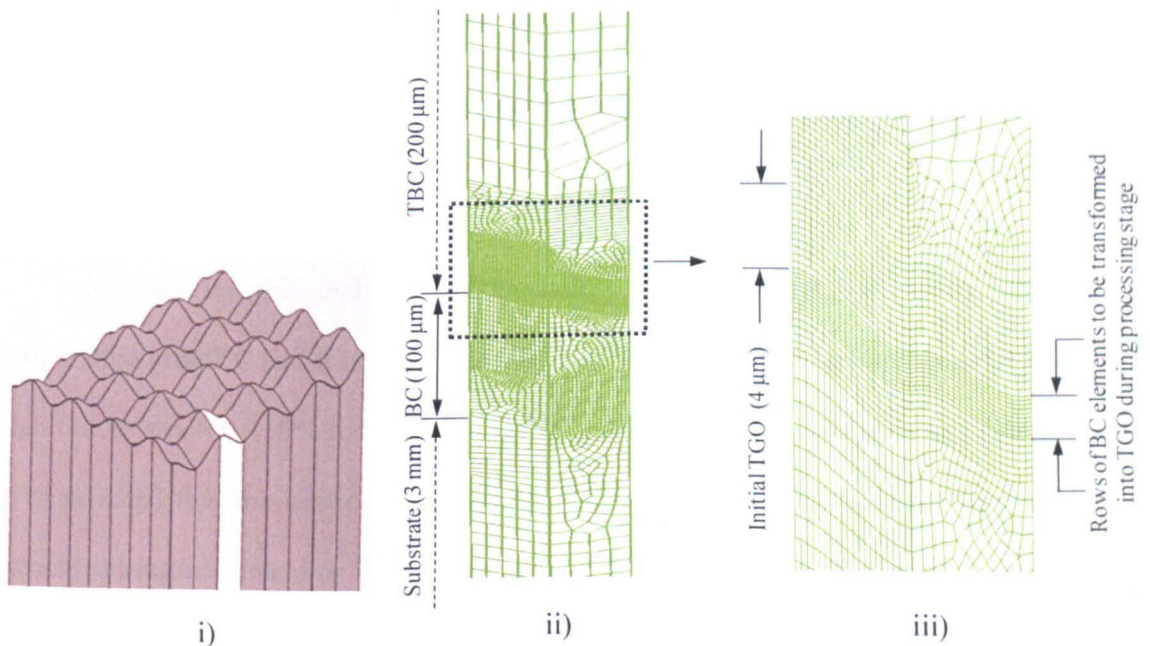 TBC (200 μm)
BC (100 μm)
Substrate (3 mm)
Initial TGO (4 μm)
Rows of BC elements to be transformed
into TGO during processing stage
i)
ii)
iii)